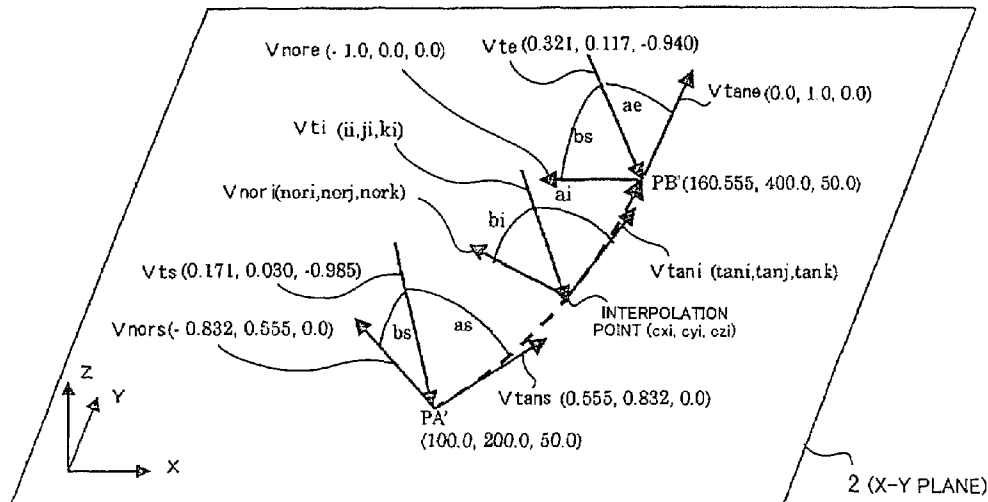 Vnore (- 1.0, 0.0, 0.0)
Vte (0.321, 0.117, -0.940)
Vtane (0.0, 1.0, 0.0)
ae
bs
Vti (ii,ji,ki)
PB' (160.555, 400.0, 50.0)
ai
Vnori(nori,norj,nork)
bi
Vtani (tani,tanj,tank)
Vts (0.171, 0.030, -0.985)
INTERPOLATION
POINT (cxi, cyi, czi)
Vnors(- 0.832, 0.555, 0.0)
bs
as
Vtans (0.555, 0.832, 0.0)
Z
Y
X
PA'
(100.0, 200.0, 50.0)
2 (X-Y PLANE)